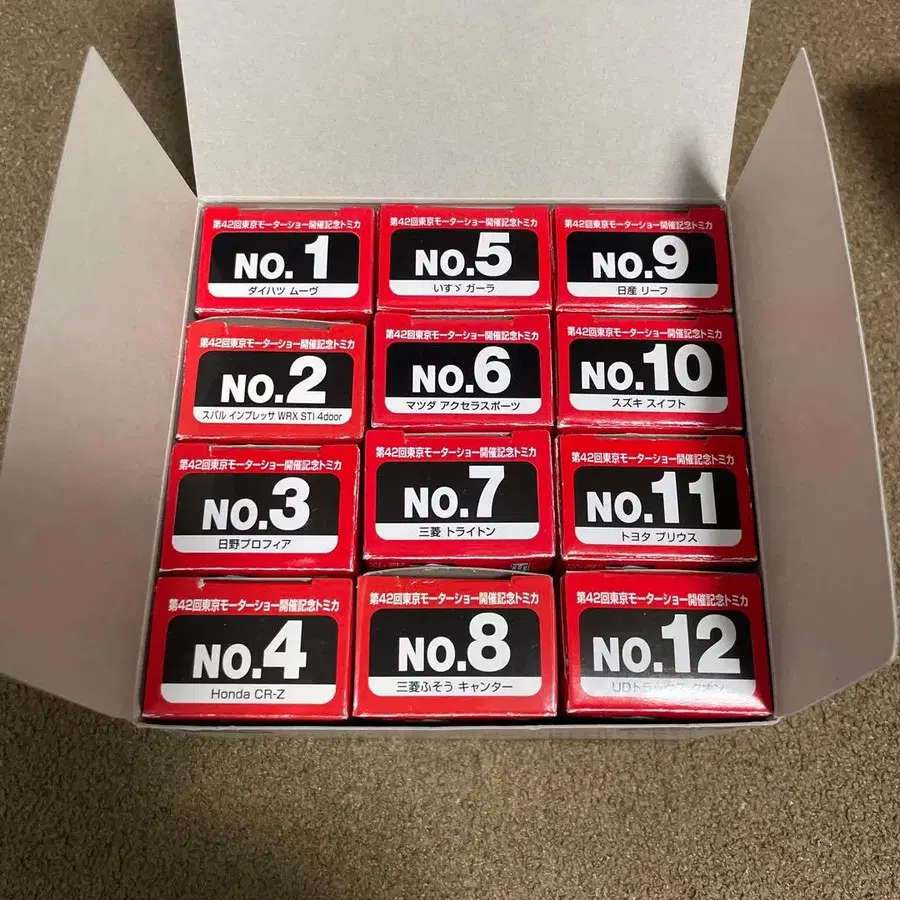 第42回東京モーターショー開催記念トミカ
NO.1
ダイハツ ムーヴ
第42回東京モーターショー開催記念トミカ
NO.5
いすゞ ガーラ
第42回東京モーターショー開催記念トミカ
NO.9
日産 リーフ
第42回東京モーターショー開催記念トミカ
NO.2
スバル インプレッサ WRX STI 4door
第42回東京モーターショー開催記念トミカ
NO.6
マツダ アクセラスポーツ
第42回東京モーターショー開催記念トミカ
NO.10
スズキ スイフト
第42回東京モーターショー開催記念トミカ
NO.3
日野プロフィア
第42回東京モーターショー開催記念トミカ
NO.7
三菱 トライトン
第42回東京モーターショー開催記念トミカ
NO.11
トヨタ プリウス
第42回東京モーターショー開催記念トミカ
NO.4
Honda CR-Z
第42回東京モーターショー開催記念トミカ
NO.8
三菱ふそう キャンター
第42回東京モーターショー開催記念トミカ
NO.12
UDトラックス クオン